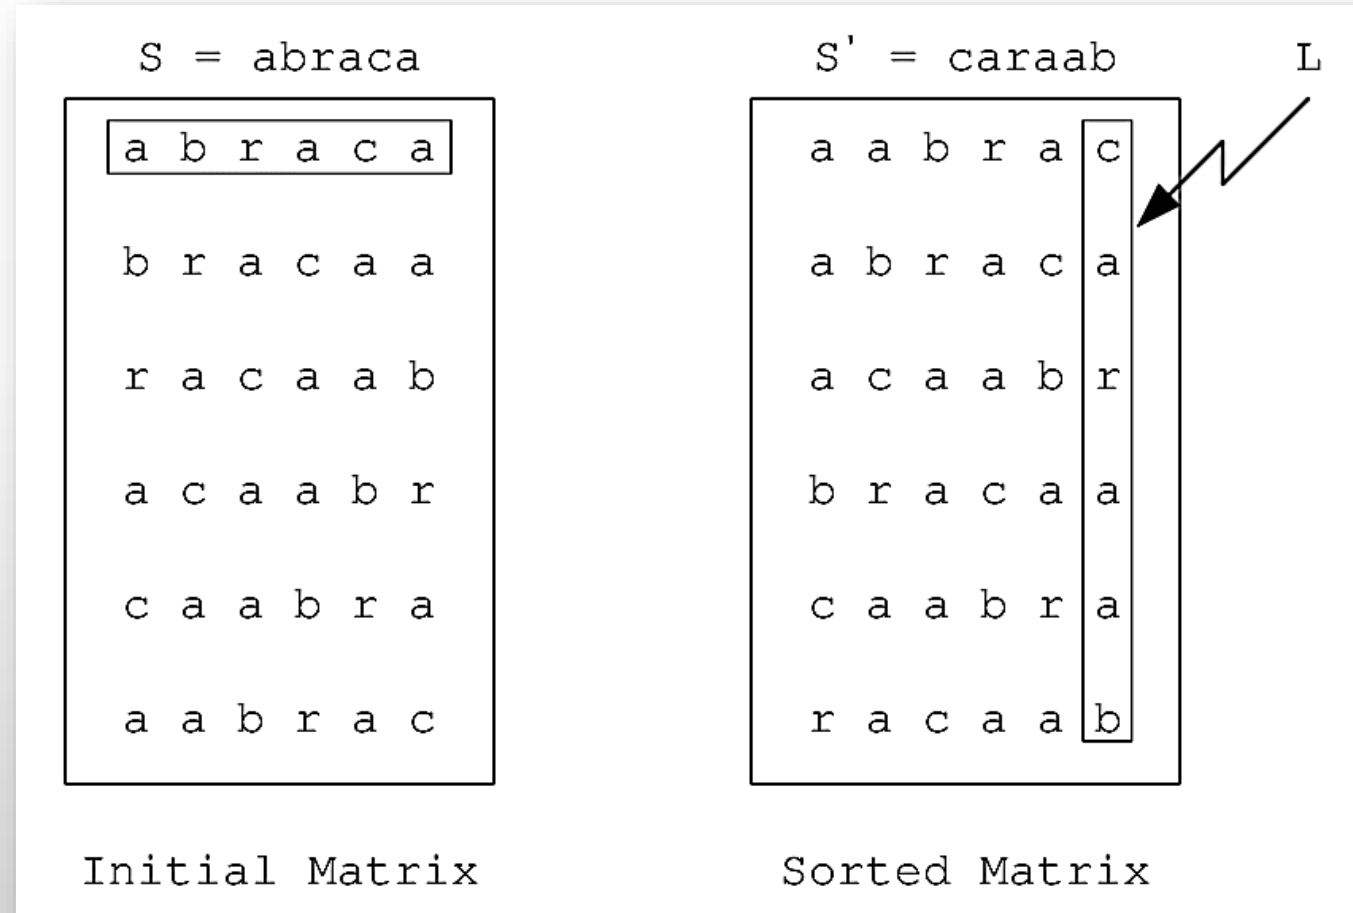 S = abraca
a b r a c a
b r a c a a
r a c a a b
a c a a b r
c a a b r a
a a b r a c
Initial Matrix
S' = caraab
L
a a b r a c
a b r a c a
a c a a b r
b r a c a a
c a a b r a
r a c a a b
Sorted Matrix